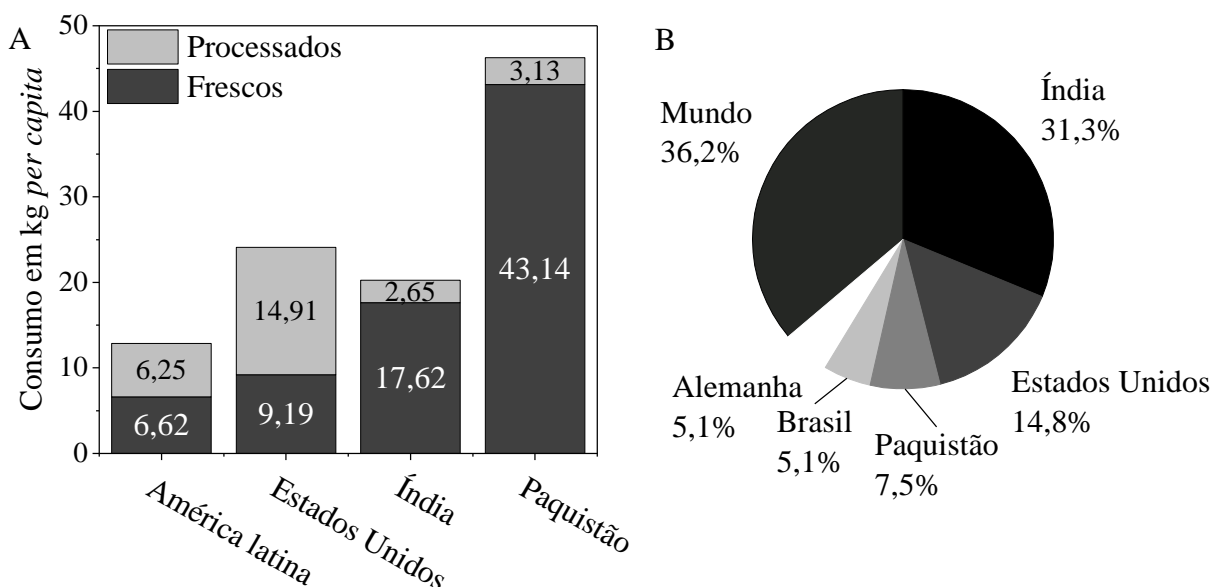 A
Processados
Frescos
Consumo em kg per capita
50
40
30
20
10
0
6,25
6,62
14,91
9,19
2,65
17,62
3,13
43,14
América latina
Estados Unidos
Índia
Paquistão
B
Mundo
36,2%
Índia
31,3%
Alemanha
5,1%
Brasil
5,1%
Paquistão
7,5%
Estados Unidos
14,8%